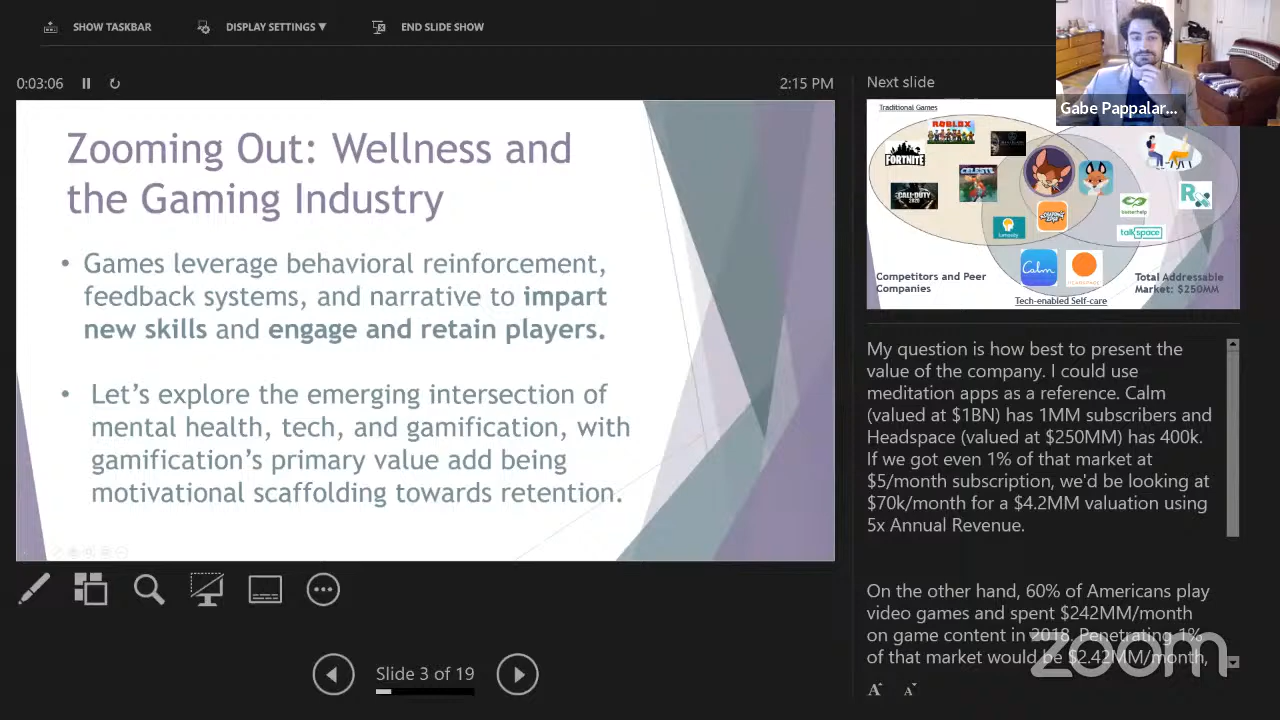 SHOW TASKBAR
DISPLAY SETTINGS ▼
END SLIDE SHOW
0:03:06
2:15 PM
Zooming Out: Wellness and
the Gaming Industry
• Games leverage behavioral reinforcement,
feedback systems, and narrative to impart
new skills and engage and retain players.
• Let's explore the emerging intersection of
mental health, tech, and gamification, with
gamification's primary value add being
motivational scaffolding towards retention.
Slide 3 of 19
Next slide
Gabe Pappalar...
Traditional Games
ROBLOX
FORTNITE
CELESTE
CALL OF DUTY
Rx
betterhelp
talkspace
lumosity
Calm
HEADSPACE
Competitors and Peer
Companies
Total Addressable
Market: $250MM
Tech-enabled Self-care
My question is how best to present the
value of the company. I could use
meditation apps as a reference. Calm
(valued at $1BN) has 1MM subscribers and
Headspace (valued at $250MM) has 400k.
If we got even 1% of that market at
$5/month subscription, we'd be looking at
$70k/month for a $4.2MM valuation using
5x Annual Revenue.
On the other hand, 60% of Americans play
video games and spent $242MM/month
on game content in 2018. Penetrating 1%
of that market would be $2.42MM/month,
zoom
A A